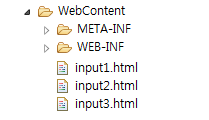 WebContent
META-INF
WEB-INF
input1.html
input2.html
input3.html